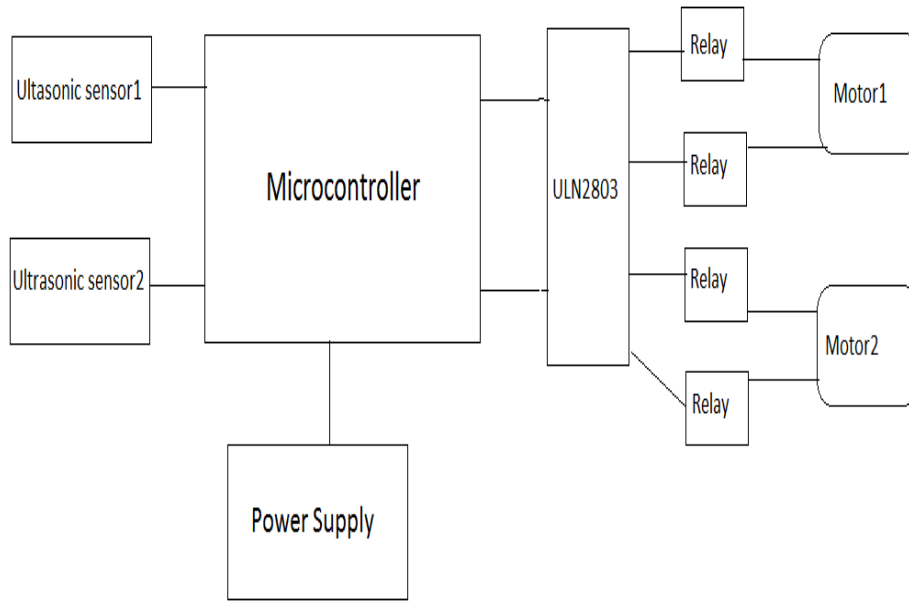 Ultasonic sensor1
Ultrasonic sensor2
Microcontroller
Power Supply
ULN2803
Relay
Relay
Relay
Relay
Motor1
Motor2